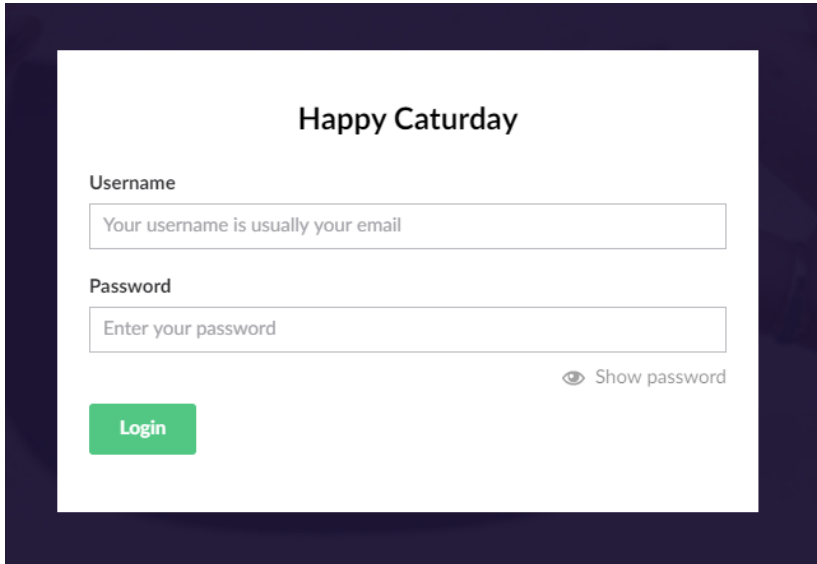 Happy Caturday
Username
Your username is usually your email
Password
Enter your password
Show password
Login